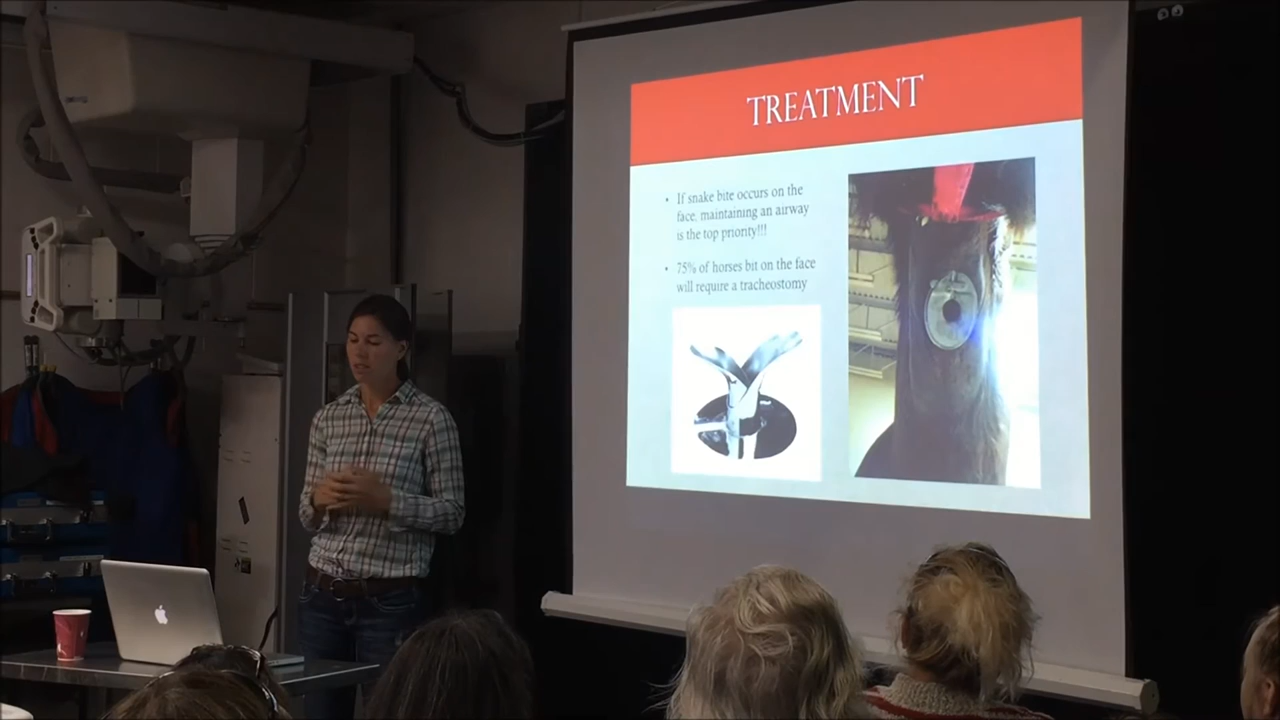 TREATMENT
• If snake bite occurs on the
face, maintaining an airway
is the top priority!!!
• 75% of horses bit on the face
will require a tracheostomy